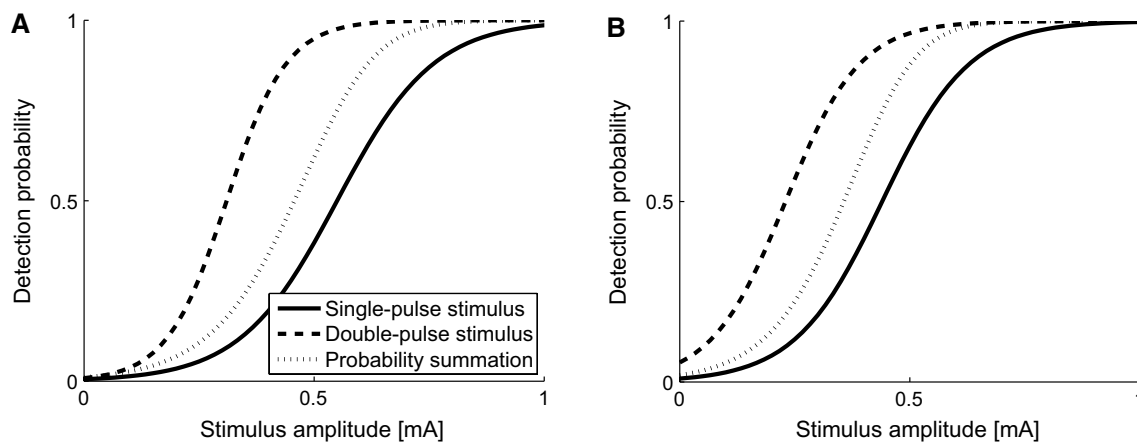 A
Detection probability
1
0.5
0
0
0.5
1
Stimulus amplitude [mA]
Single-pulse stimulus
Double-pulse stimulus
Probability summation
B
Detection probability
1
0.5
0
0
0.5
1
Stimulus amplitude [mA]